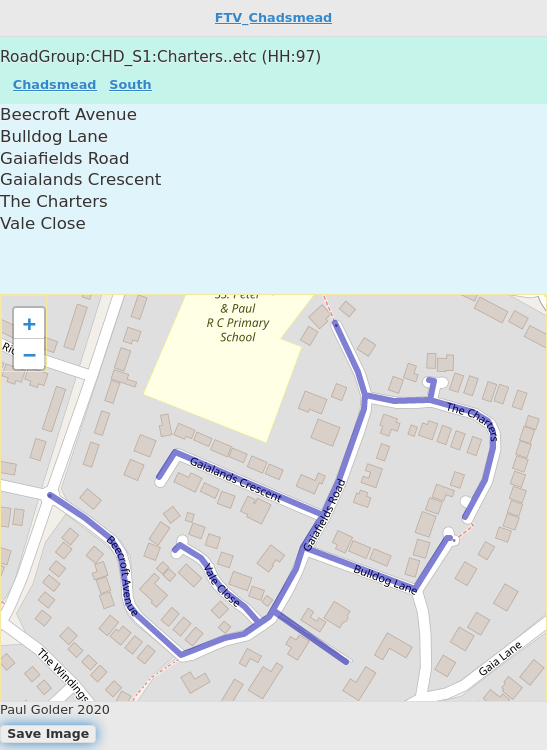 FTV_Chadsmead
RoadGroup:CHD_S1:Charters..etc (HH:97)
Chadsmead South
Beecroft Avenue
Bulldog Lane
Gaiafields Road
Gaialands Crescent
The Charters
Vale Close
+
−
SS. Peter
& Paul
R C Primary
School
The Charters
Gaialands Crescent
Gaiafields Road
Beecroft Avenue
Vale Close
Bulldog Lane
The Windings
Gaia Lane
Paul Golder 2020
Save Image